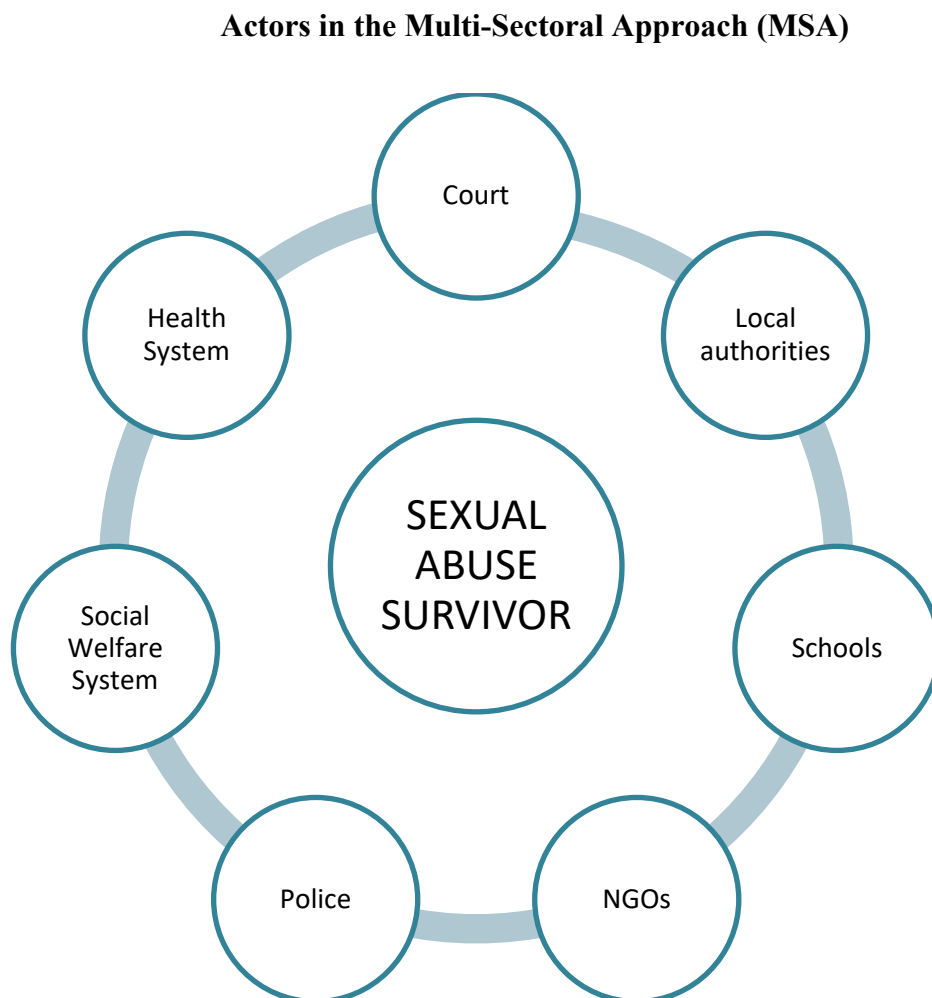 Actors in the Multi-Sectoral Approach (MSA)
Court
Local
authorities
Schools
NGOs
Police
Social
Welfare
System
Health
System
SEXUAL
ABUSE
SURVIVOR